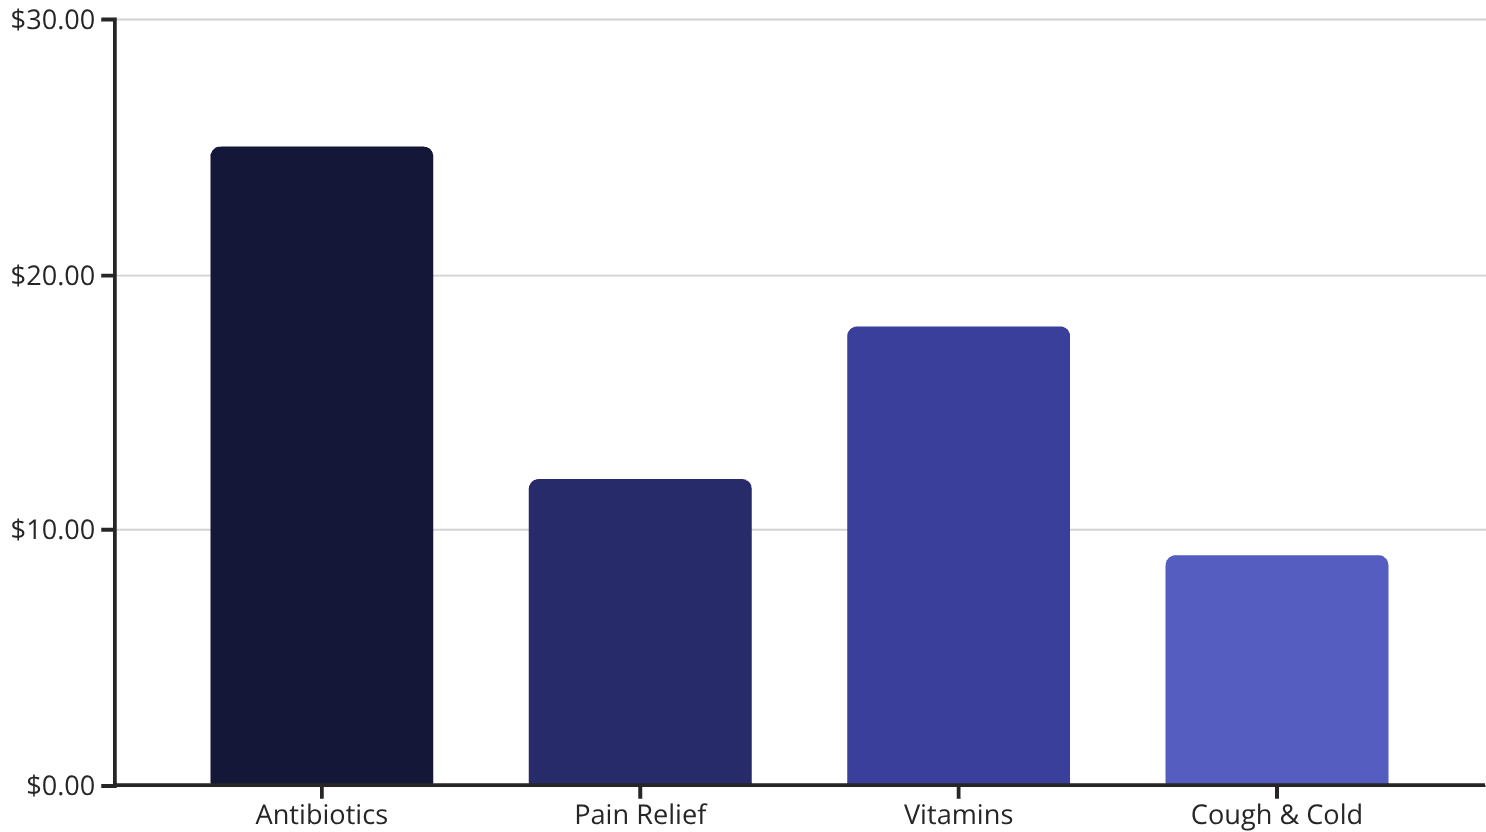 $30.00
$20.00
$10.00
$0.00
Antibiotics
Pain Relief
Vitamins
Cough & Cold